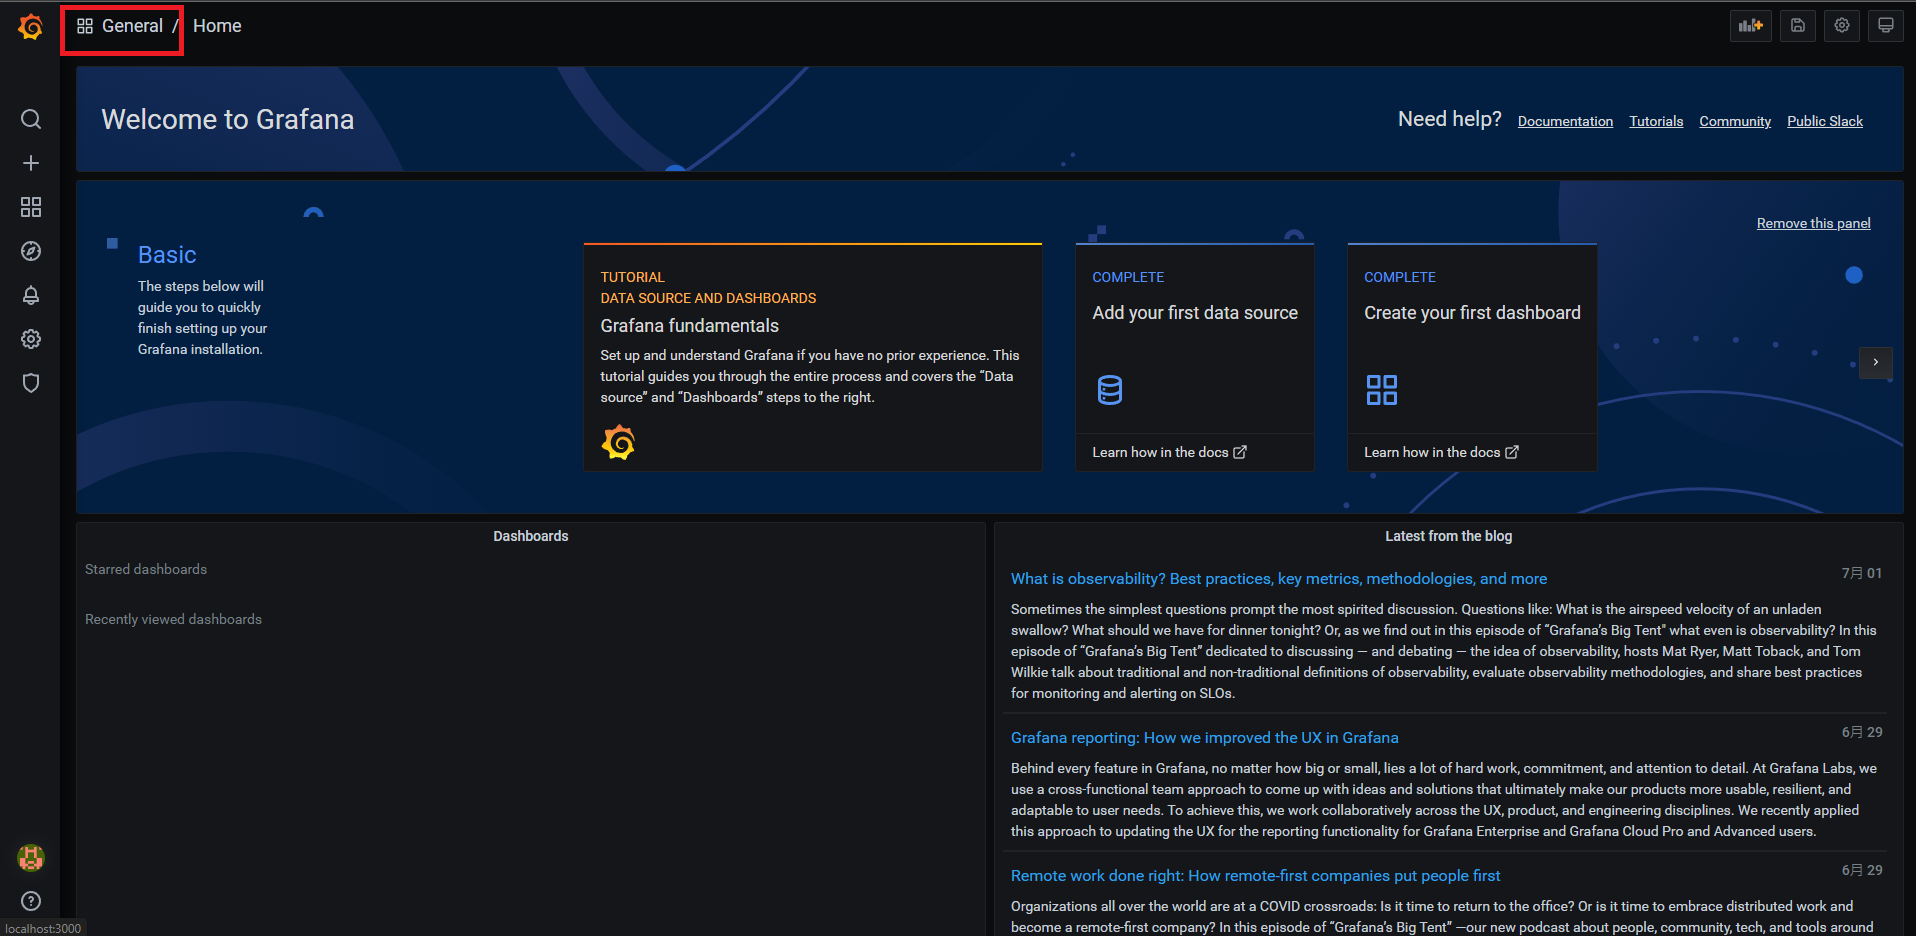 General / Home
Welcome to Grafana
Need help? Documentation Tutorials Community Public Slack
Remove this panel
Basic
The steps below will
guide you to quickly
finish setting up your
Grafana installation.
TUTORIAL
DATA SOURCE AND DASHBOARDS
Grafana fundamentals
Set up and understand Grafana if you have no prior experience. This
tutorial guides you through the entire process and covers the “Data
source” and “Dashboards” steps to the right.
COMPLETE
Add your first data source
Learn how in the docs
COMPLETE
Create your first dashboard
Learn how in the docs
Dashboards
Starred dashboards
Recently viewed dashboards
Latest from the blog
What is observability? Best practices, key metrics, methodologies, and more
7月 01
Sometimes the simplest questions prompt the most spirited discussion. Questions like: What is the airspeed velocity of an unladen
swallow? What should we have for dinner tonight? Or, as we find out in this episode of “Grafana’s Big Tent" what even is observability? In this
episode of “Grafana’s Big Tent” dedicated to discussing — and debating — the idea of observability, hosts Mat Ryer, Matt Toback, and Tom
Wilkie talk about traditional and non-traditional definitions of observability, evaluate observability methodologies, and share best practices
for monitoring and alerting on SLOs.
Grafana reporting: How we improved the UX in Grafana
6月 29
Behind every feature in Grafana, no matter how big or small, lies a lot of hard work, commitment, and attention to detail. At Grafana Labs, we
use a cross-functional team approach to come up with ideas and solutions that ultimately make our products more usable, resilient, and
adaptable to user needs. To achieve this, we work collaboratively across the UX, product, and engineering disciplines. We recently applied
this approach to updating the UX for the reporting functionality for Grafana Enterprise and Grafana Cloud Pro and Advanced users.
Remote work done right: How remote-first companies put people first
6月 29
Organizations all over the world are at a COVID crossroads: Is it time to return to the office? Or is it time to embrace distributed work and
become a remote-first company? In this episode of “Grafana’s Big Tent” —our new podcast about people, community, tech, and tools around
localhost:3000